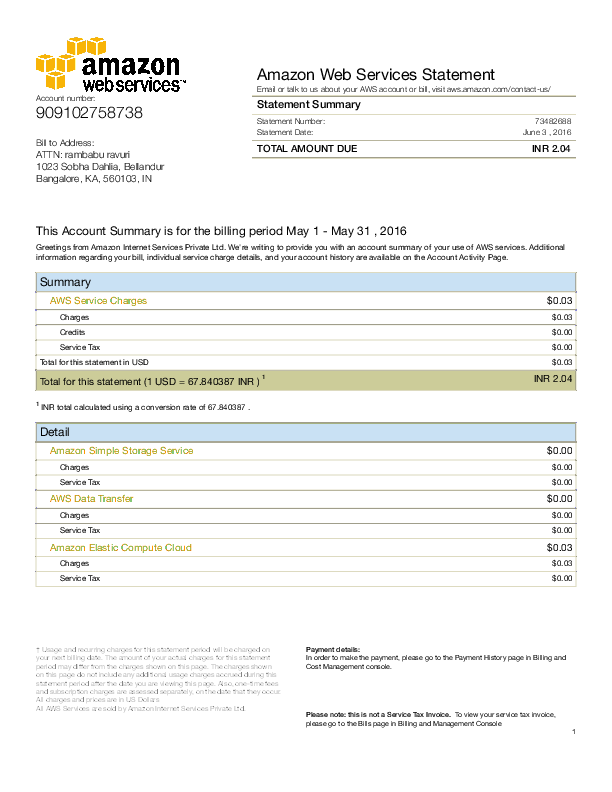 amazon
webservices™
Account number:
909102758738
Bill to Address:
ATTN: rambabu ravuri
1023 Sobha Dahlia, Bellandur
Bangalore, KA, 560103, IN
Amazon Web Services Statement
Email or talk to us about your AWS account or bill, visit aws.amazon.com/contact-us/
Statement Summary
Statement Number: 73482688
Statement Date: June 3 , 2016
TOTAL AMOUNT DUE INR 2.04
This Account Summary is for the billing period May 1 - May 31 , 2016
Greetings from Amazon Internet Services Private Ltd. We're writing to provide you with an account summary of your use of AWS services. Additional
information regarding your bill, individual service charge details, and your account history are available on the Account Activity Page.
Summary
AWS Service Charges $0.03
Charges $0.03
Credits $0.00
Service Tax $0.00
Total for this statement in USD $0.03
Total for this statement (1 USD = 67.840387 INR ) 1 INR 2.04
1 INR total calculated using a conversion rate of 67.840387 .
Detail
Amazon Simple Storage Service $0.00
Charges $0.00
Service Tax $0.00
AWS Data Transfer $0.00
Charges $0.00
Service Tax $0.00
Amazon Elastic Compute Cloud $0.03
Charges $0.03
Service Tax $0.00
† Usage and recurring charges for this statement period will be charged on
your next billing date. The amount of your actual charges for this statement
period may differ from the charges shown on this page. The charges shown
on this page do not include any additional usage charges accrued during this
statement period after the date you are viewing this page. Also, one-time fees
and subscription charges are assessed separately, on the date that they occur.
All charges and prices are in US Dollars
All AWS Services are sold by Amazon Internet Services Private Ltd.
Payment details:
In order to make the payment, please go to the Payment History page in Billing and
Cost Management console.
Please note: this is not a Service Tax Invoice. To view your service tax invoice,
please go to the Bills page in Billing and Management Console
1